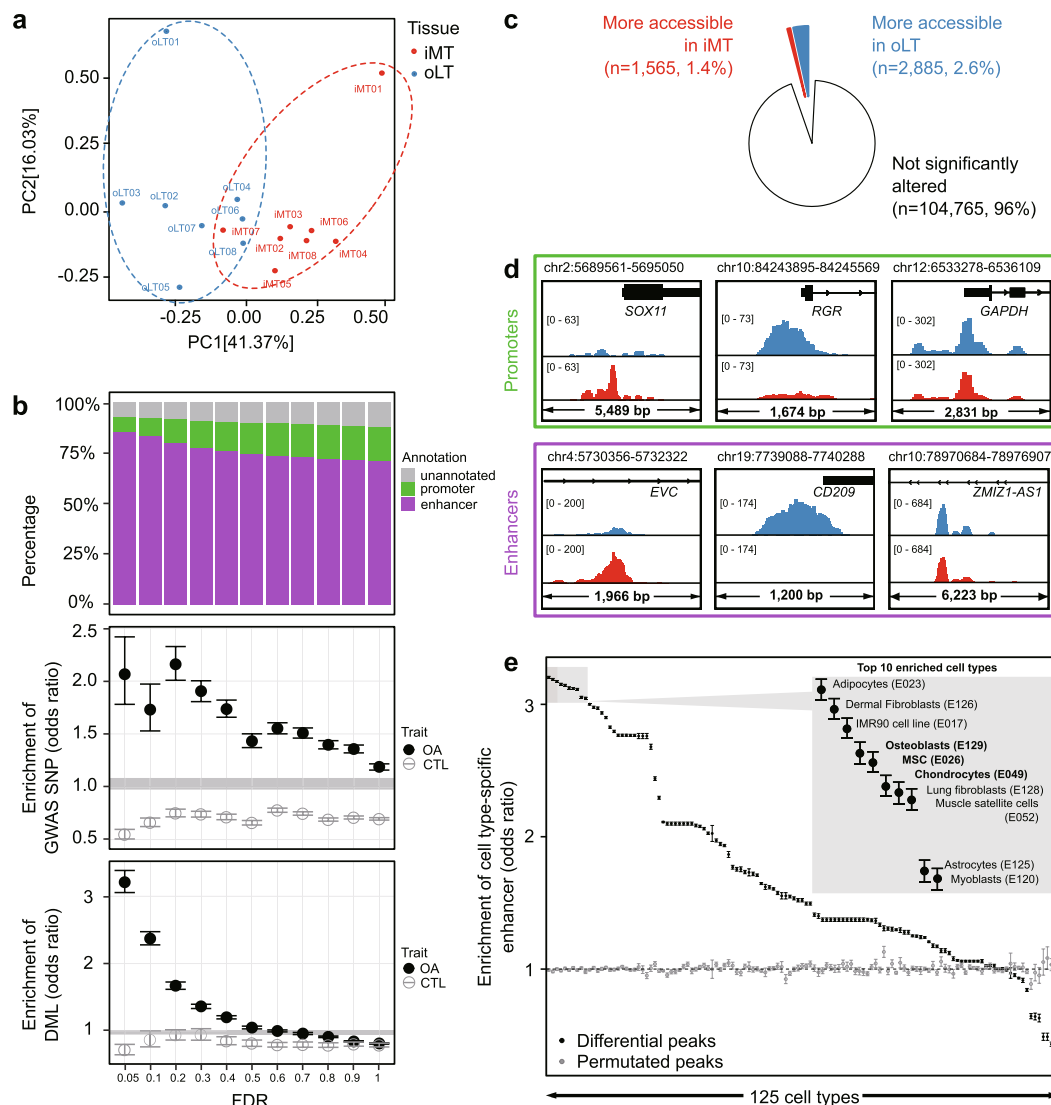 a
Tissue
iMT
oLT
oLT01
iMT01
oLT03
oLT02
oLT04
oLT06
oLT07
iMT07
iMT03
iMT06
oLT08
iMT02
iMT08
iMT04
oLT05
iMT05
0.50
0.25
0.00
-0.25
PC2[16.03%]
-0.25
0.00
0.25
0.50
PC1[41.37%]
b
100%
75%
50%
25%
0%
Percentage
Annotation
unannotated
promoter
enhancer
2.5
2.0
1.5
1.0
0.5
Enrichment of
GWAS SNP (odds ratio)
Trait
OA
CTL
3
2
1
Enrichment of
DML (odds ratio)
Trait
OA
CTL
0.05
0.1
0.2
0.3
0.4
0.5
0.6
0.7
0.8
0.9
1
FDR
c
More accessible
in iMT
(n=1,565, 1.4%)
More accessible
in oLT
(n=2,885, 2.6%)
Not significantly
altered
(n=104,765, 96%)
d
Promoters
chr2:5689561-5695050
SOX11
[0 - 63]
[0 - 63]
5,489 bp
chr10:84243895-84245569
RGR
[0 - 73]
[0 - 73]
1,674 bp
chr12:6533278-6536109
GAPDH
[0 - 302]
[0 - 302]
2,831 bp
Enhancers
chr4:5730356-5732322
EVC
[0 - 200]
[0 - 200]
1,966 bp
chr19:7739088-7740288
CD209
[0 - 174]
[0 - 174]
1,200 bp
chr10:78970684-78976907
ZMIZ1-AS1
[0 - 684]
[0 - 684]
6,223 bp
e
3
2
1
Enrichment of cell type-specific
enhancer (odds ratio)
Top 10 enriched cell types
Adipocytes (E023)
Dermal Fibroblasts (E126)
IMR90 cell line (E017)
Osteoblasts (E129)
MSC (E026)
Chondrocytes (E049)
Lung fibroblasts (E128)
Muscle satellite cells
(E052)
Astrocytes (E125)
Myoblasts (E120)
Differential peaks
Permutated peaks
125 cell types